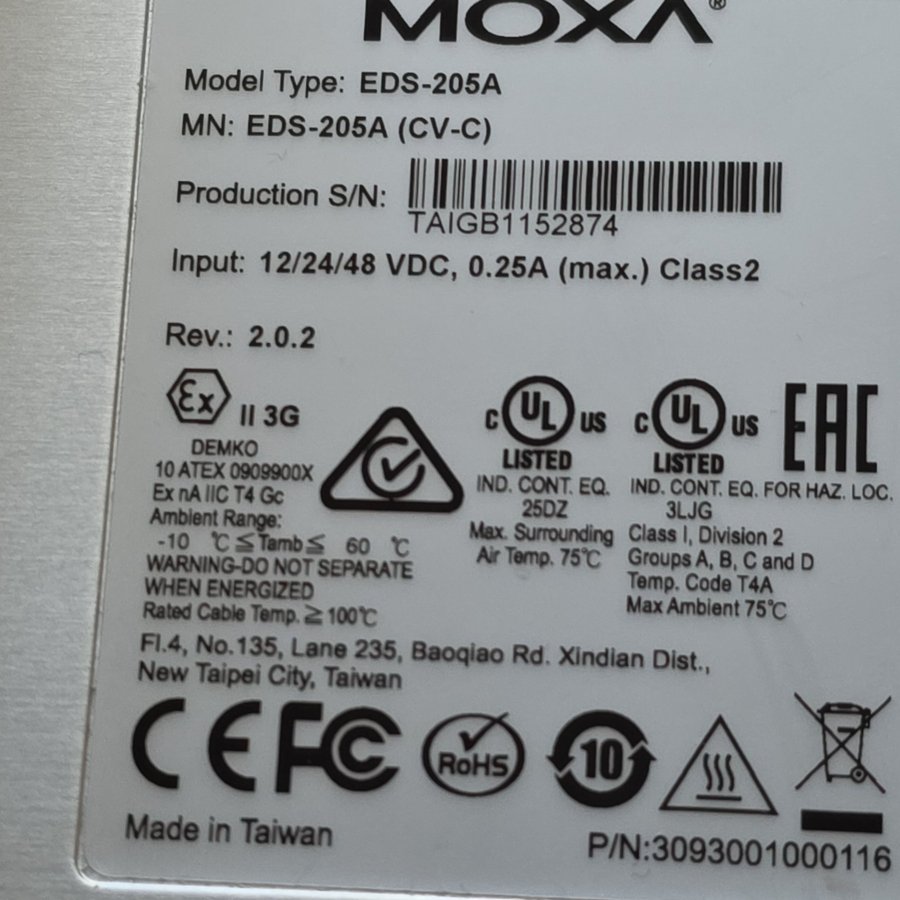 MOXA®
Model Type: EDS-205A
MN: EDS-205A (CV-C)
Production S/N:
TAIGB1152874
Input: 12/24/48 VDC, 0.25A (max.) Class2
Rev.: 2.0.2
Ex II 3G
DEMKO
10 ATEX 0909900X
Ex nA IIC T4 Gc
Ambient Range:
-10 ℃≦Tamb≦ 60 ℃
WARNING-DO NOT SEPARATE
WHEN ENERGIZED
Rated Cable Temp.≧100℃
C UL US
LISTED
IND. CONT. EQ.
25DZ
Max. Surrounding
Air Temp. 75℃
C UL US
LISTED
IND. CONT. EQ. FOR HAZ. LOC.
3LJG
Class I, Division 2
Groups A, B, C and D
Temp. Code T4A
Max Ambient 75℃
EAC
Fl.4, No.135, Lane 235, Baoqiao Rd. Xindian Dist.,
New Taipei City, Taiwan
CE FC RoHS 10
Made in Taiwan
P/N:3093001000116